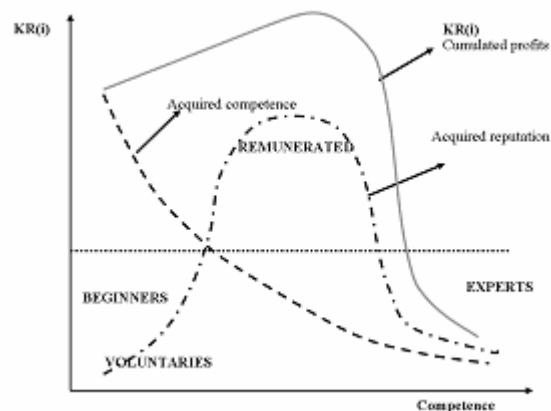 KR(i)
KR(i)
Cumulated profits
Acquired competence
Acquired reputation
REMUNERATED
BEGINNERS
EXPERTS
VOLUNTARIES
Competence